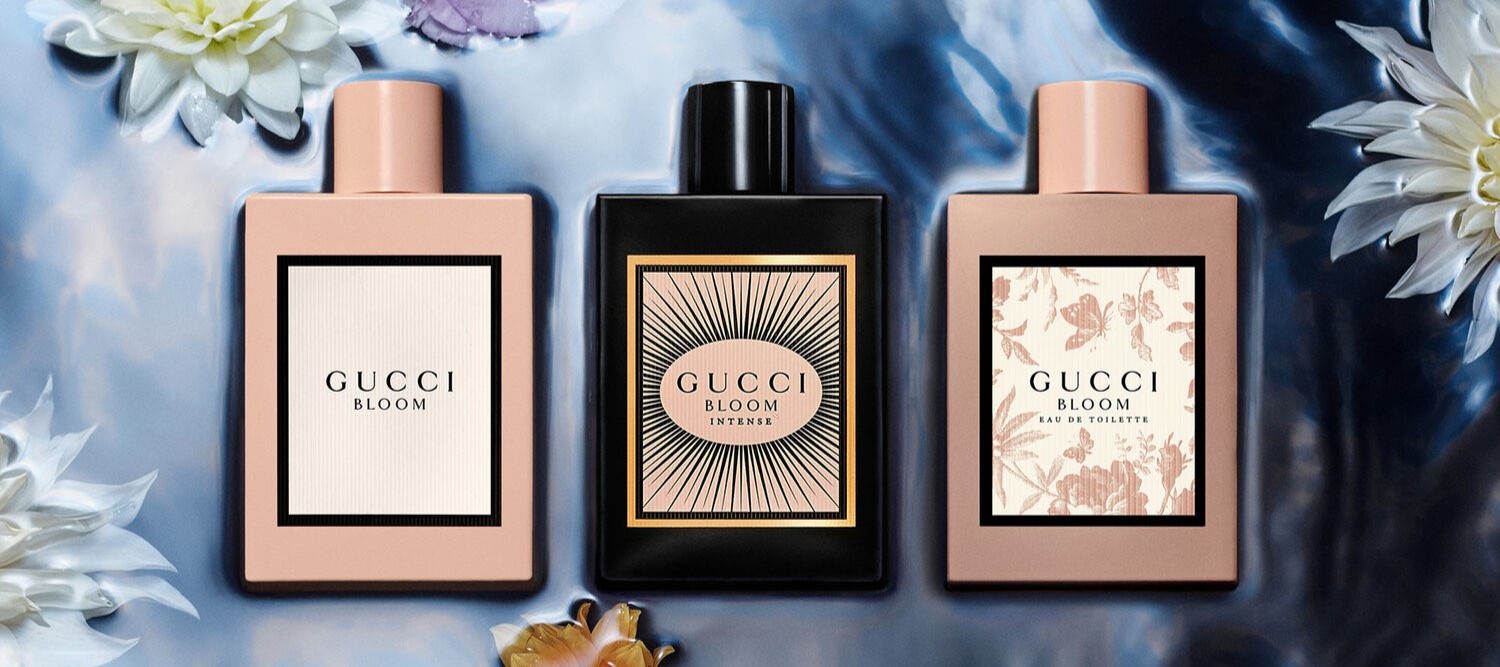 GUCCI
BLOOM
GUCCI
BLOOM
INTENSE
GUCCI
BLOOM
EAU DE TOILETTE